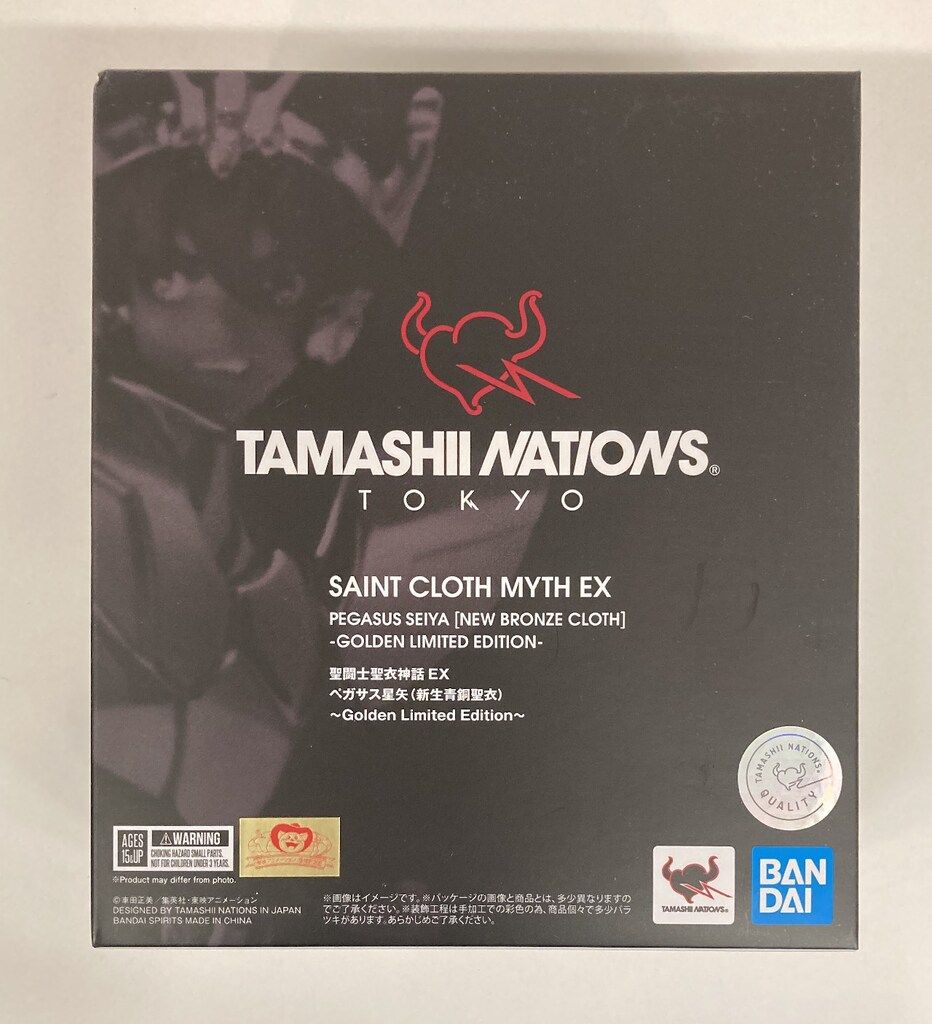 TAMASHII NATIONS®
TOKYO
SAINT CLOTH MYTH EX
PEGASUS SEIYA [NEW BRONZE CLOTH]
-GOLDEN LIMITED EDITION-
聖闘士聖衣神話 EX
ペガサス星矢(新生青銅聖衣)
~Golden Limited Edition~
TAMASHII NATIONS
QUALITY
AGES
15&UP
⚠WARNING
CHOKING HAZARD SMALL PARTS.
NOT FOR CHILDREN UNDER 3 YEARS.
※Product may differ from photo.
©車田正美/集英社・東映アニメーション
DESIGNED BY TAMASHII NATIONS IN JAPAN
BANDAI SPIRITS MADE IN CHINA
※画像はイメージです。※パッケージの画像と商品とは、多少異なりますの
でご了承ください。※装飾工程は手加工での彩色の為、商品個々で多少バラ
ツキがあります。あらかじめご了承ください。
TAMASHII NATIONS®
BAN
DAI